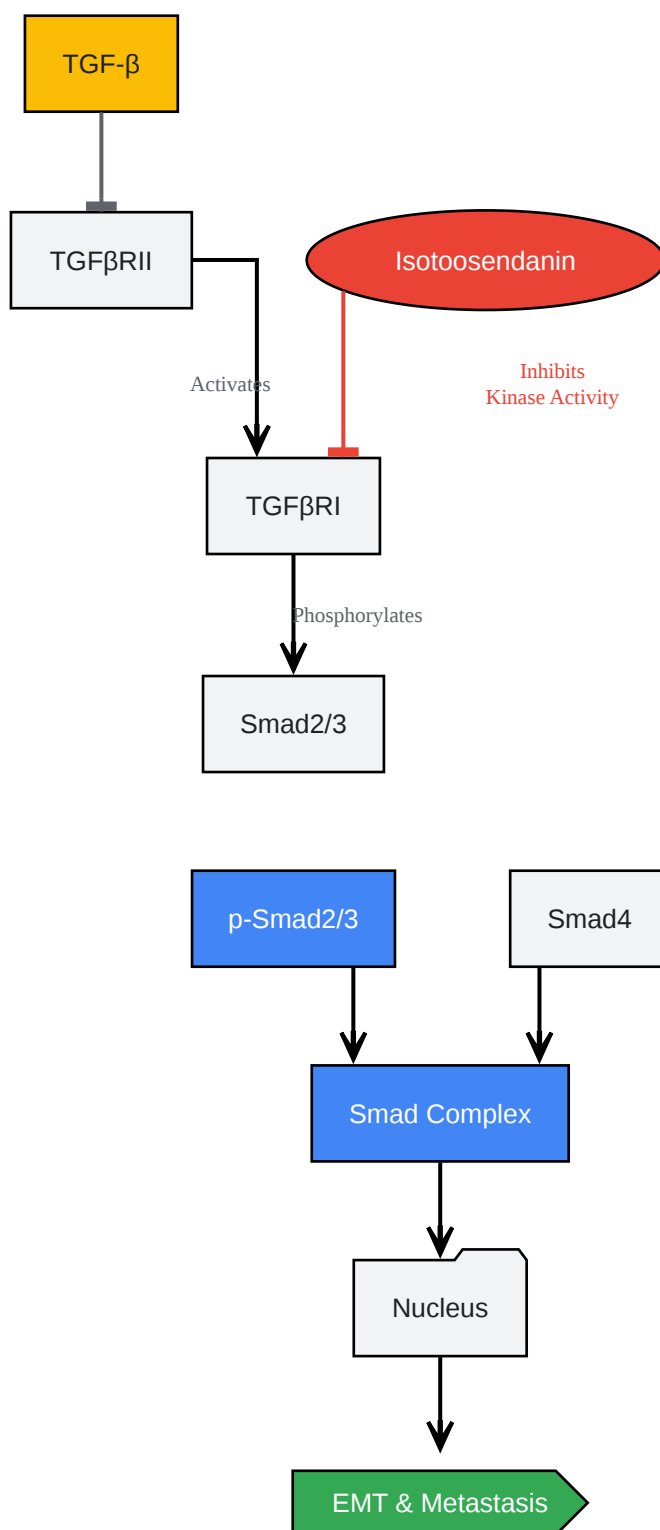 TGF-β
TGFβRII
Isotoosendanin
Activates
Inhibits
Kinase Activity
TGFβRI
Phosphorylates
Smad2/3
p-Smad2/3
Smad4
Smad Complex
Nucleus
EMT & Metastasis